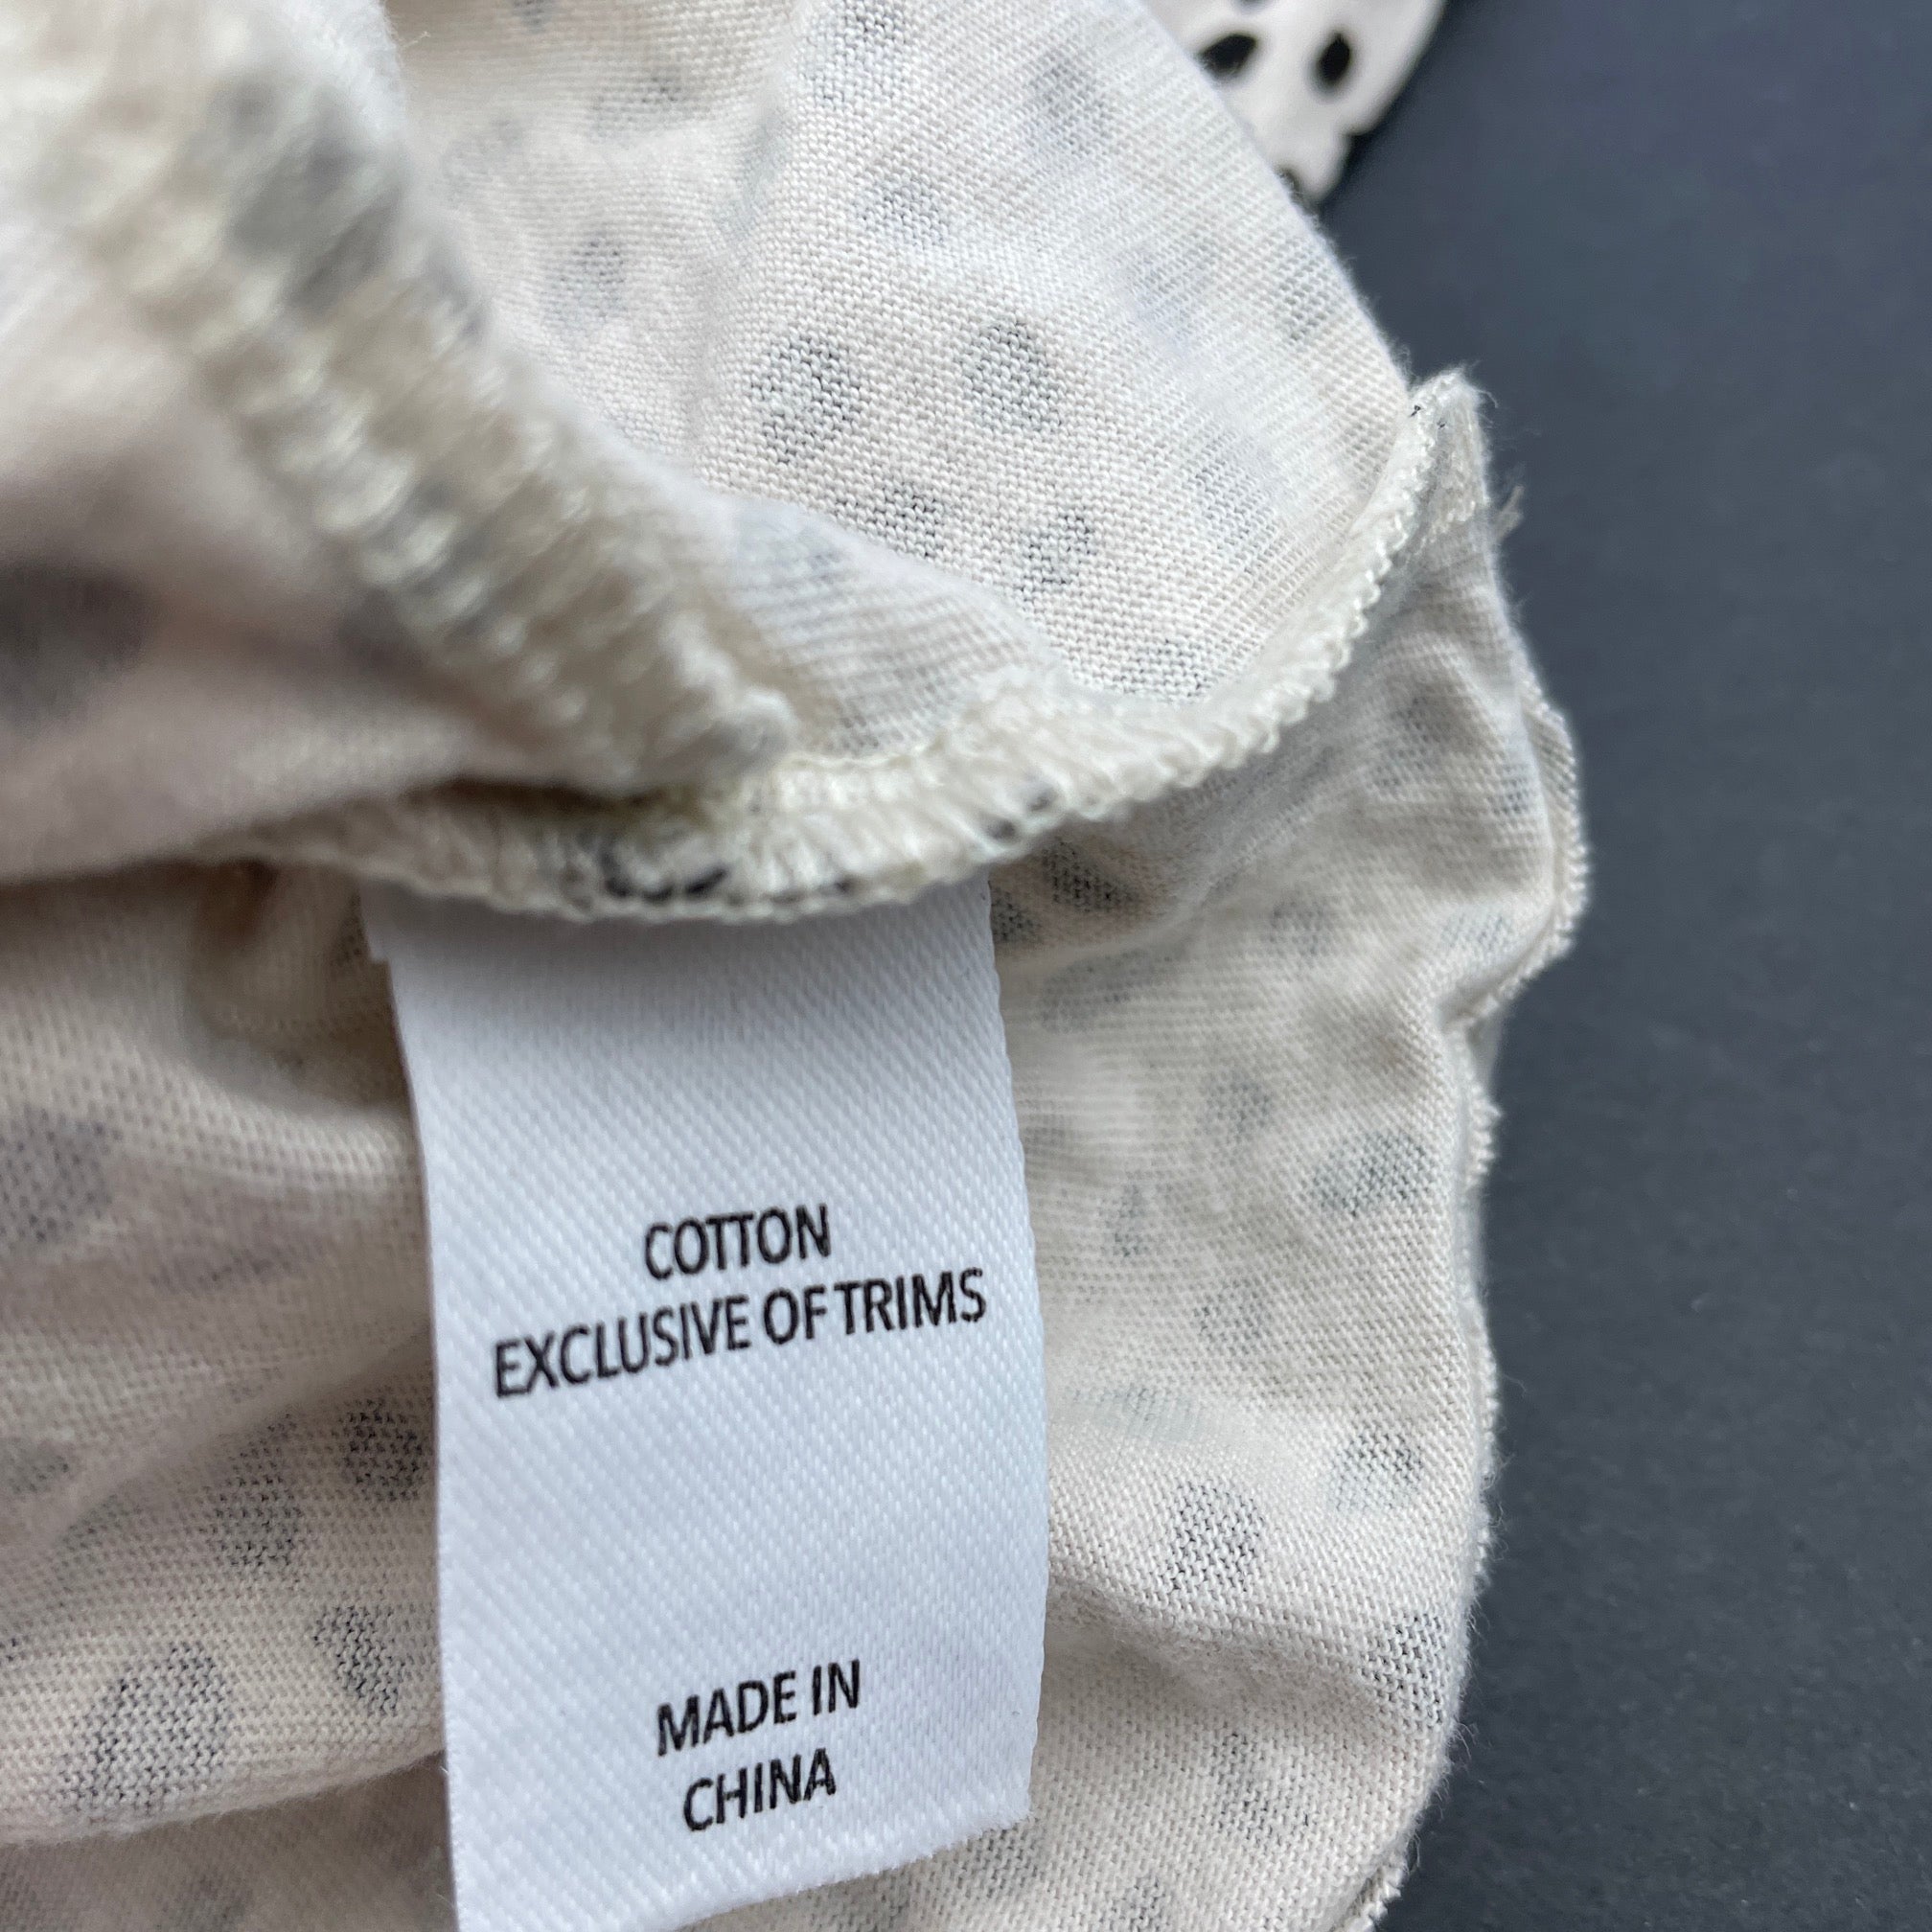 COTTON
EXCLUSIVE OF TRIMS
MADE IN
CHINA